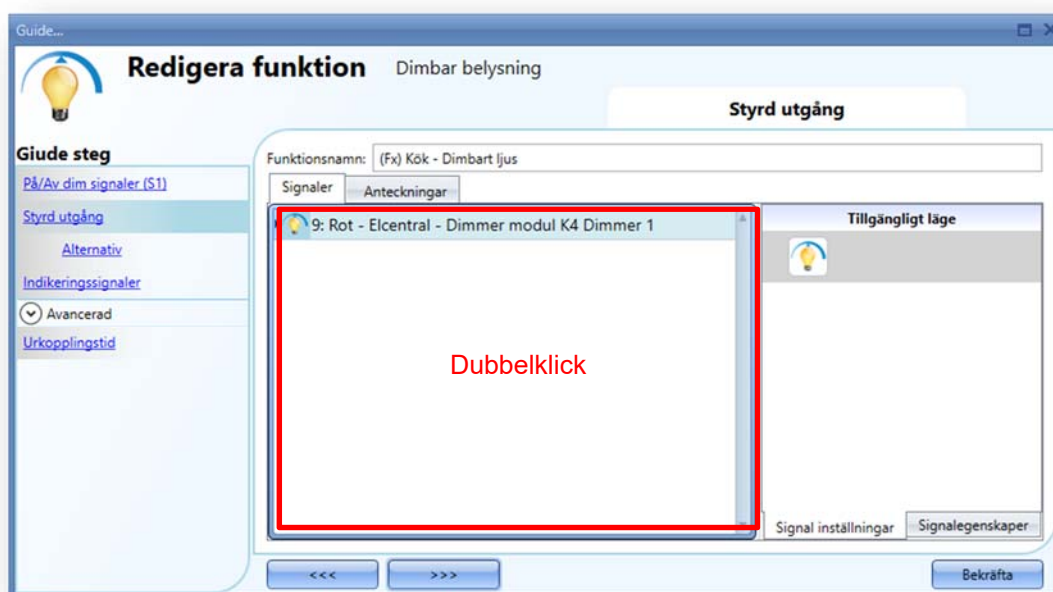 Guide...
Redigera funktion Dimbar belysning
Styrd utgång
Giude steg
På/Av dim signaler (S1)
Styrd utgång
Alternativ
Indikeringssignaler
Avancerad
Urkopplingstid
Funktionsnamn: (Fx) Kök - Dimbart ljus
Signaler Anteckningar
9: Rot - Elcentral - Dimmer modul K4 Dimmer 1
Dubbelklick
Tillgängligt läge
Signal inställningar Signalegenskaper
<<< >>> Bekräfta